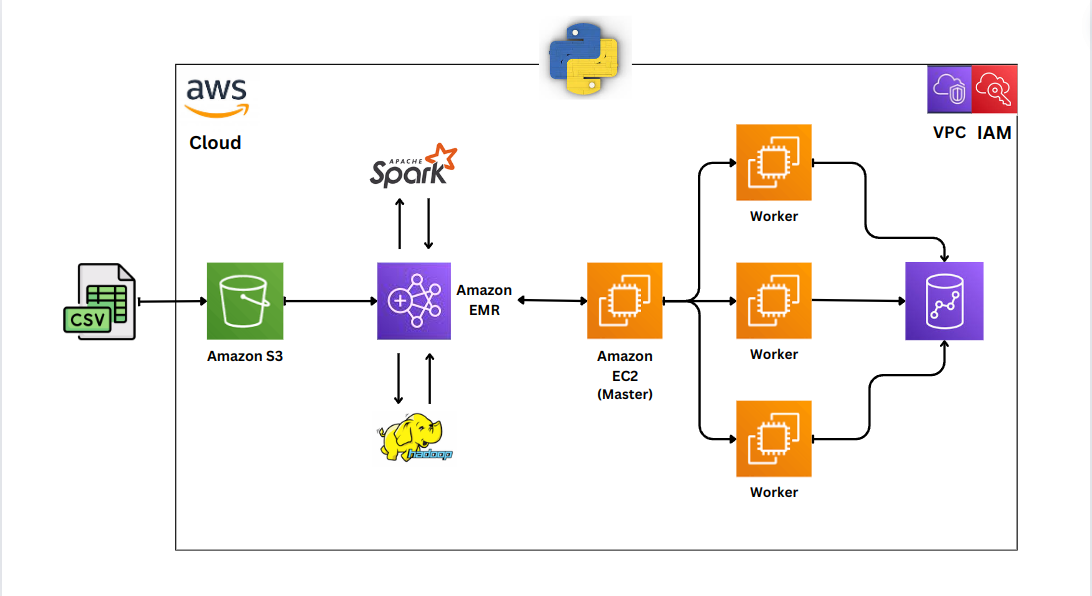 aws
Cloud
VPC
IAM
APACHE
Spark
Worker
CSV
Amazon S3
Amazon
EMR
Amazon
EC2
(Master)
Worker
hadoop
Worker